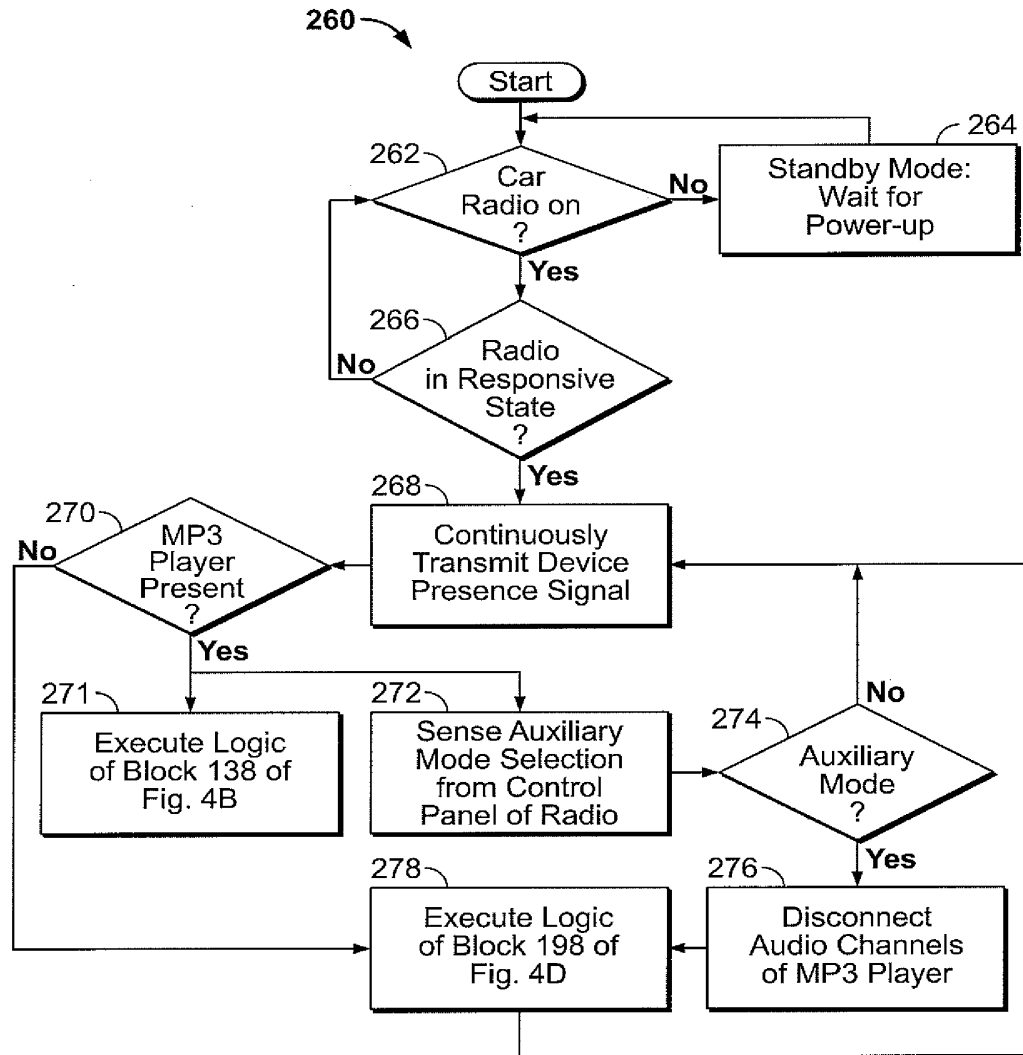 260
Start
262
Car
Radio on
?
No
264
Standby Mode:
Wait for
Power-up
Yes
266
Radio
in Responsive
State
?
No
Yes
268
Continuously
Transmit Device
Presence Signal
270
MP3
Player
Present
?
No
Yes
271
Execute Logic
of Block 138 of
Fig. 4B
272
Sense Auxiliary
Mode Selection
from Control
Panel of Radio
274
Auxiliary
Mode
?
No
Yes
276
Disconnect
Audio Channels
of MP3 Player
278
Execute Logic
of Block 198 of
Fig. 4D